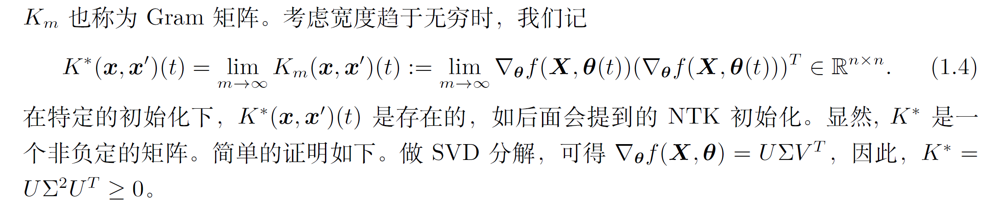 $K_m$ 也称为 Gram 矩阵。考虑宽度趋于无穷时，我们记
$K^*(\boldsymbol{x}, \boldsymbol{x}')(t) = \lim_{m \to \infty} K_m(\boldsymbol{x}, \boldsymbol{x}')(t) := \lim_{m \to \infty} \nabla_{\boldsymbol{\theta}} f(\boldsymbol{X}, \boldsymbol{\theta}(t))(\nabla_{\boldsymbol{\theta}} f(\boldsymbol{X}, \boldsymbol{\theta}(t)))^T \in \mathbb{R}^{n \times n}.$ (1.4)
在特定的初始化下，$K^*(\boldsymbol{x}, \boldsymbol{x}')(t)$ 是存在的，如后面会提到的 NTK 初始化。显然, $K^*$ 是一
个非负定的矩阵。简单的证明如下。做 SVD 分解，可得 $\nabla_{\boldsymbol{\theta}} f(\boldsymbol{X}, \boldsymbol{\theta}) = U\Sigma V^T$，因此，$K^* =$
$U\Sigma^2 U^T \geq 0$。